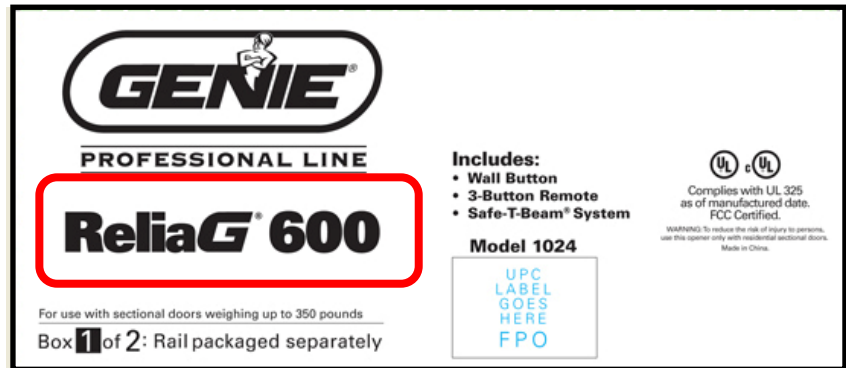 GENIE®
PROFESSIONAL LINE
ReliaG® 600
For use with sectional doors weighing up to 350 pounds
Box 1 of 2: Rail packaged separately
Includes:
• Wall Button
• 3-Button Remote
• Safe-T-Beam® System
Model 1024
UPC
LABEL
GOES
HERE
FPO
UL c UL
Complies with UL 325
as of manufactured date.
FCC Certified.
WARNING: To reduce the risk of injury to persons,
use this opener only with residential sectional doors.
Made in China.